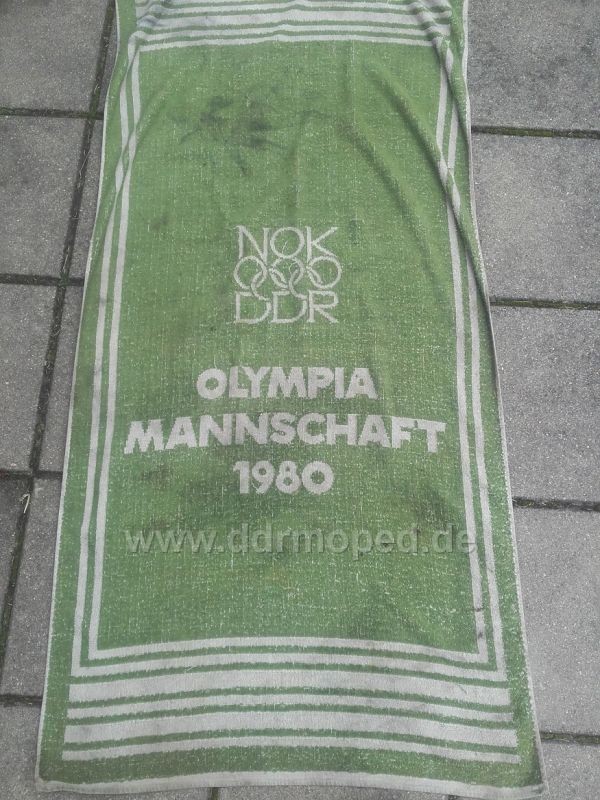 NOK
DDR
OLYMPIA
MANNSCHAFT
1980
www.ddrmoped.de